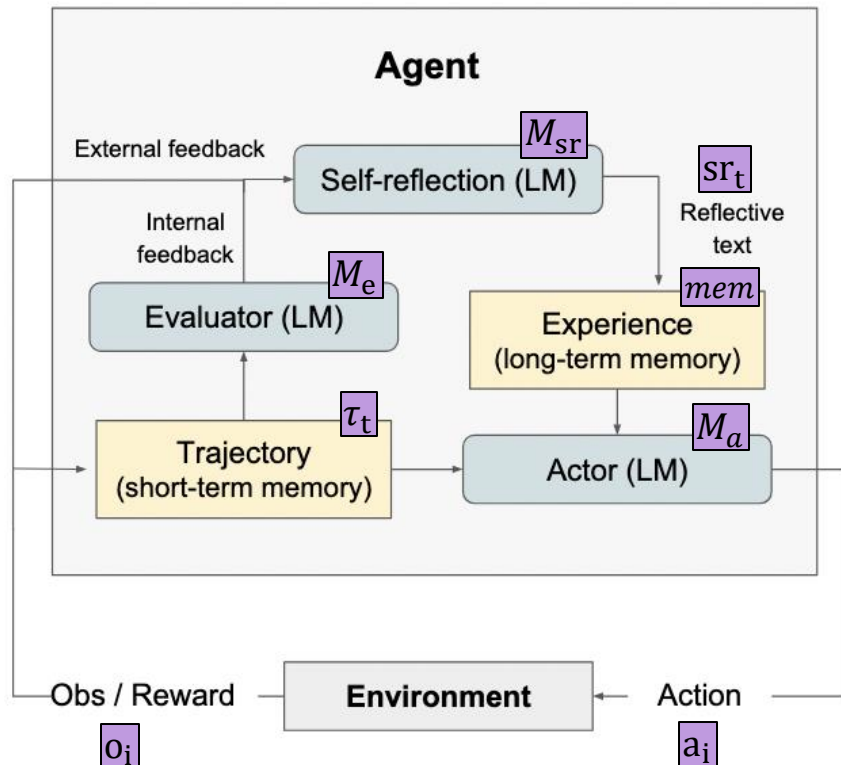 Agent
M_sr
External feedback
Self-reflection (LM)
sr_t
Reflective
text
Internal
feedback
M_e
Evaluator (LM)
mem
Experience
(long-term memory)
τ_t
Trajectory
(short-term memory)
M_a
Actor (LM)
Obs / Reward
Environment
Action
o_i
a_i